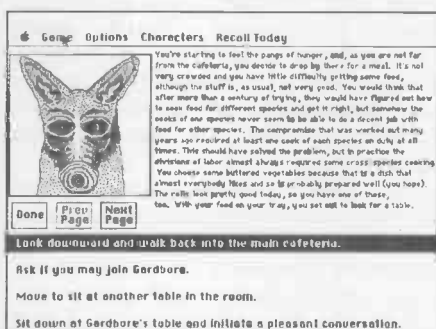 Game Options Characters Recall Today
You're starting to feel the pangs of hunger, and, as you are not far
from the cafeteria, you decide to drop by there for a meal. It's not
very crowded and you have little difficulty getting some food,
although the stuff is, as usual, not very good. You would think that
after more than a century of trying, they would have figured out how
to cook food for different species and get it right, but somehow the
cooks of one species never seem to be able to do a decent job with
food for other species. The compromise that was worked out many
years ago required at least one cook of each species on duty at all
times. This should have solved the problem, but in practice the
divisions of labor almost always required some cross species cooking.
You choose some buttered vegetables because that is a dish that
almost everybody likes and so is probably prepared well (you hope).
The rolls look pretty good today, so you have one of these,
too. With your food on your tray, you set out to look for a table.
Done Prev Page Next Page
Look downward and walk back into the main cafeteria.
Ask if you may join Gardbore.
Move to sit at another table in the room.
Sit down at Gardbore's table and initiate a pleasant conversation.